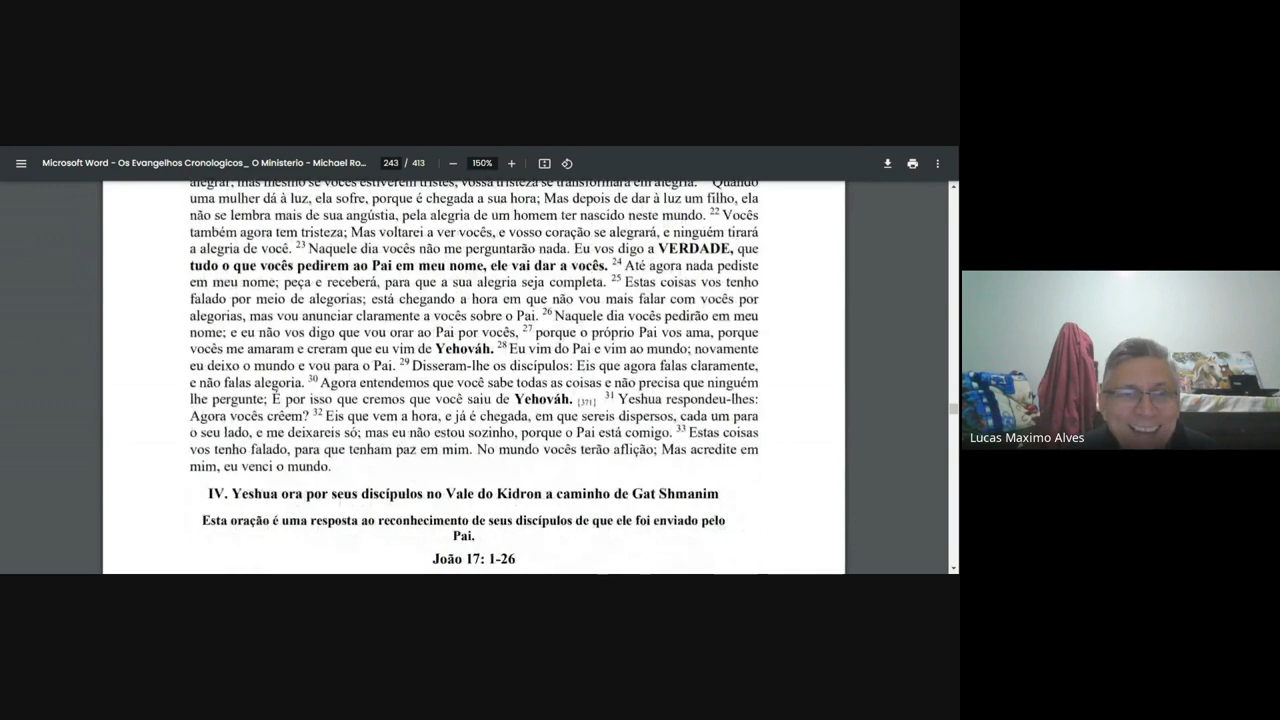 Microsoft Word - Os Evangelhos Cronologicos_ O Ministerio - Michael Ro... 243 / 413 150%
alegrar, mas mesmo se vocês estiverem tristes, vossa tristeza se transformará em alegria. Quando
uma mulher dá à luz, ela sofre, porque é chegada a sua hora; Mas depois de dar à luz um filho, ela
não se lembra mais de sua angústia, pela alegria de um homem ter nascido neste mundo. 22 Vocês
também agora tem tristeza; Mas voltarei a ver vocês, e vosso coração se alegrará, e ninguém tirará
a alegria de você. 23 Naquele dia vocês não me perguntarão nada. Eu vos digo a VERDADE, que
tudo o que vocês pedirem ao Pai em meu nome, ele vai dar a vocês. 24 Até agora nada pediste
em meu nome; peça e receberá, para que a sua alegria seja completa. 25 Estas coisas vos tenho
falado por meio de alegorias; está chegando a hora em que não vou mais falar com vocês por
alegorias, mas vou anunciar claramente a vocês sobre o Pai. 26 Naquele dia vocês pedirão em meu
nome; e eu não vos digo que vou orar ao Pai por vocês, 27 porque o próprio Pai vos ama, porque
vocês me amaram e creram que eu vim de Yehováh. 28 Eu vim do Pai e vim ao mundo; novamente
eu deixo o mundo e vou para o Pai. 29 Disseram-lhe os discípulos: Eis que agora falas claramente,
e não falas alegoria. 30 Agora entendemos que você sabe todas as coisas e não precisa que ninguém
lhe pergunte; É por isso que cremos que você saiu de Yehováh. [371] 31 Yeshua respondeu-lhes:
Agora vocês crêem? 32 Eis que vem a hora, e já é chegada, em que sereis dispersos, cada um para
o seu lado, e me deixareis só; mas eu não estou sozinho, porque o Pai está comigo. 33 Estas coisas
vos tenho falado, para que tenham paz em mim. No mundo vocês terão aflição; Mas acredite em
mim, eu venci o mundo.
IV. Yeshua ora por seus discípulos no Vale do Kidron a caminho de Gat Shmanim
Esta oração é uma resposta ao reconhecimento de seus discípulos de que ele foi enviado pelo
Pai.
João 17: 1-26
Lucas Maximo Alves